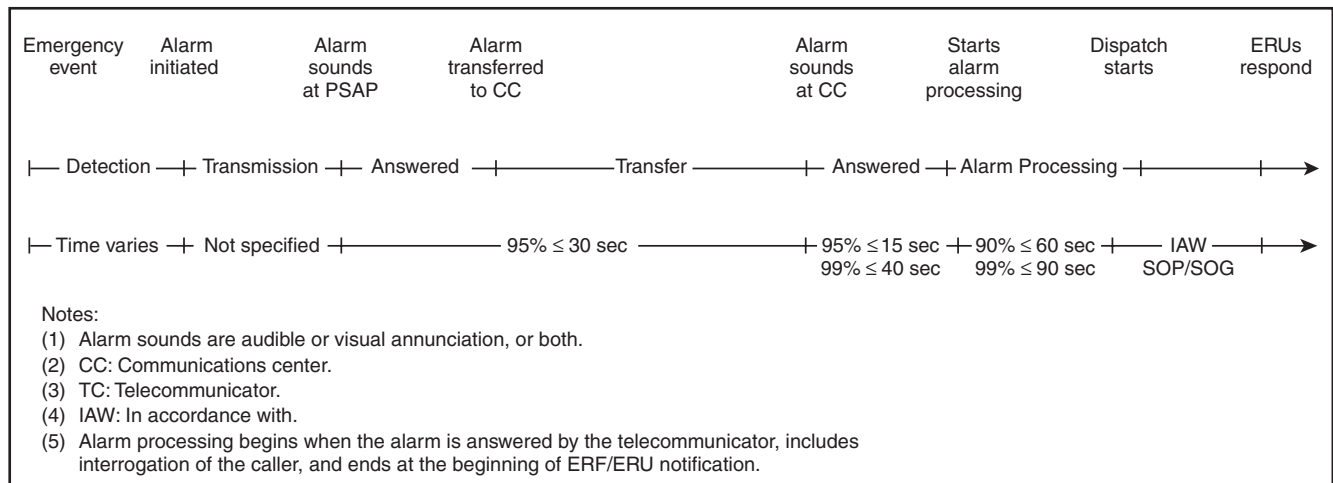 Emergency event
Alarm initiated
Alarm sounds at PSAP
Alarm transferred to CC
Alarm sounds at CC
Starts alarm processing
Dispatch starts
ERUs respond
Detection Transmission Answered Transfer Answered Alarm Processing
Time varies Not specified 95% ≤ 30 sec 95% ≤ 15 sec 90% ≤ 60 sec IAW
99% ≤ 40 sec 99% ≤ 90 sec SOP/SOG
Notes:
(1) Alarm sounds are audible or visual annunciation, or both.
(2) CC: Communications center.
(3) TC: Telecommunicator.
(4) IAW: In accordance with.
(5) Alarm processing begins when the alarm is answered by the telecommunicator, includes
interrogation of the caller, and ends at the beginning of ERF/ERU notification.